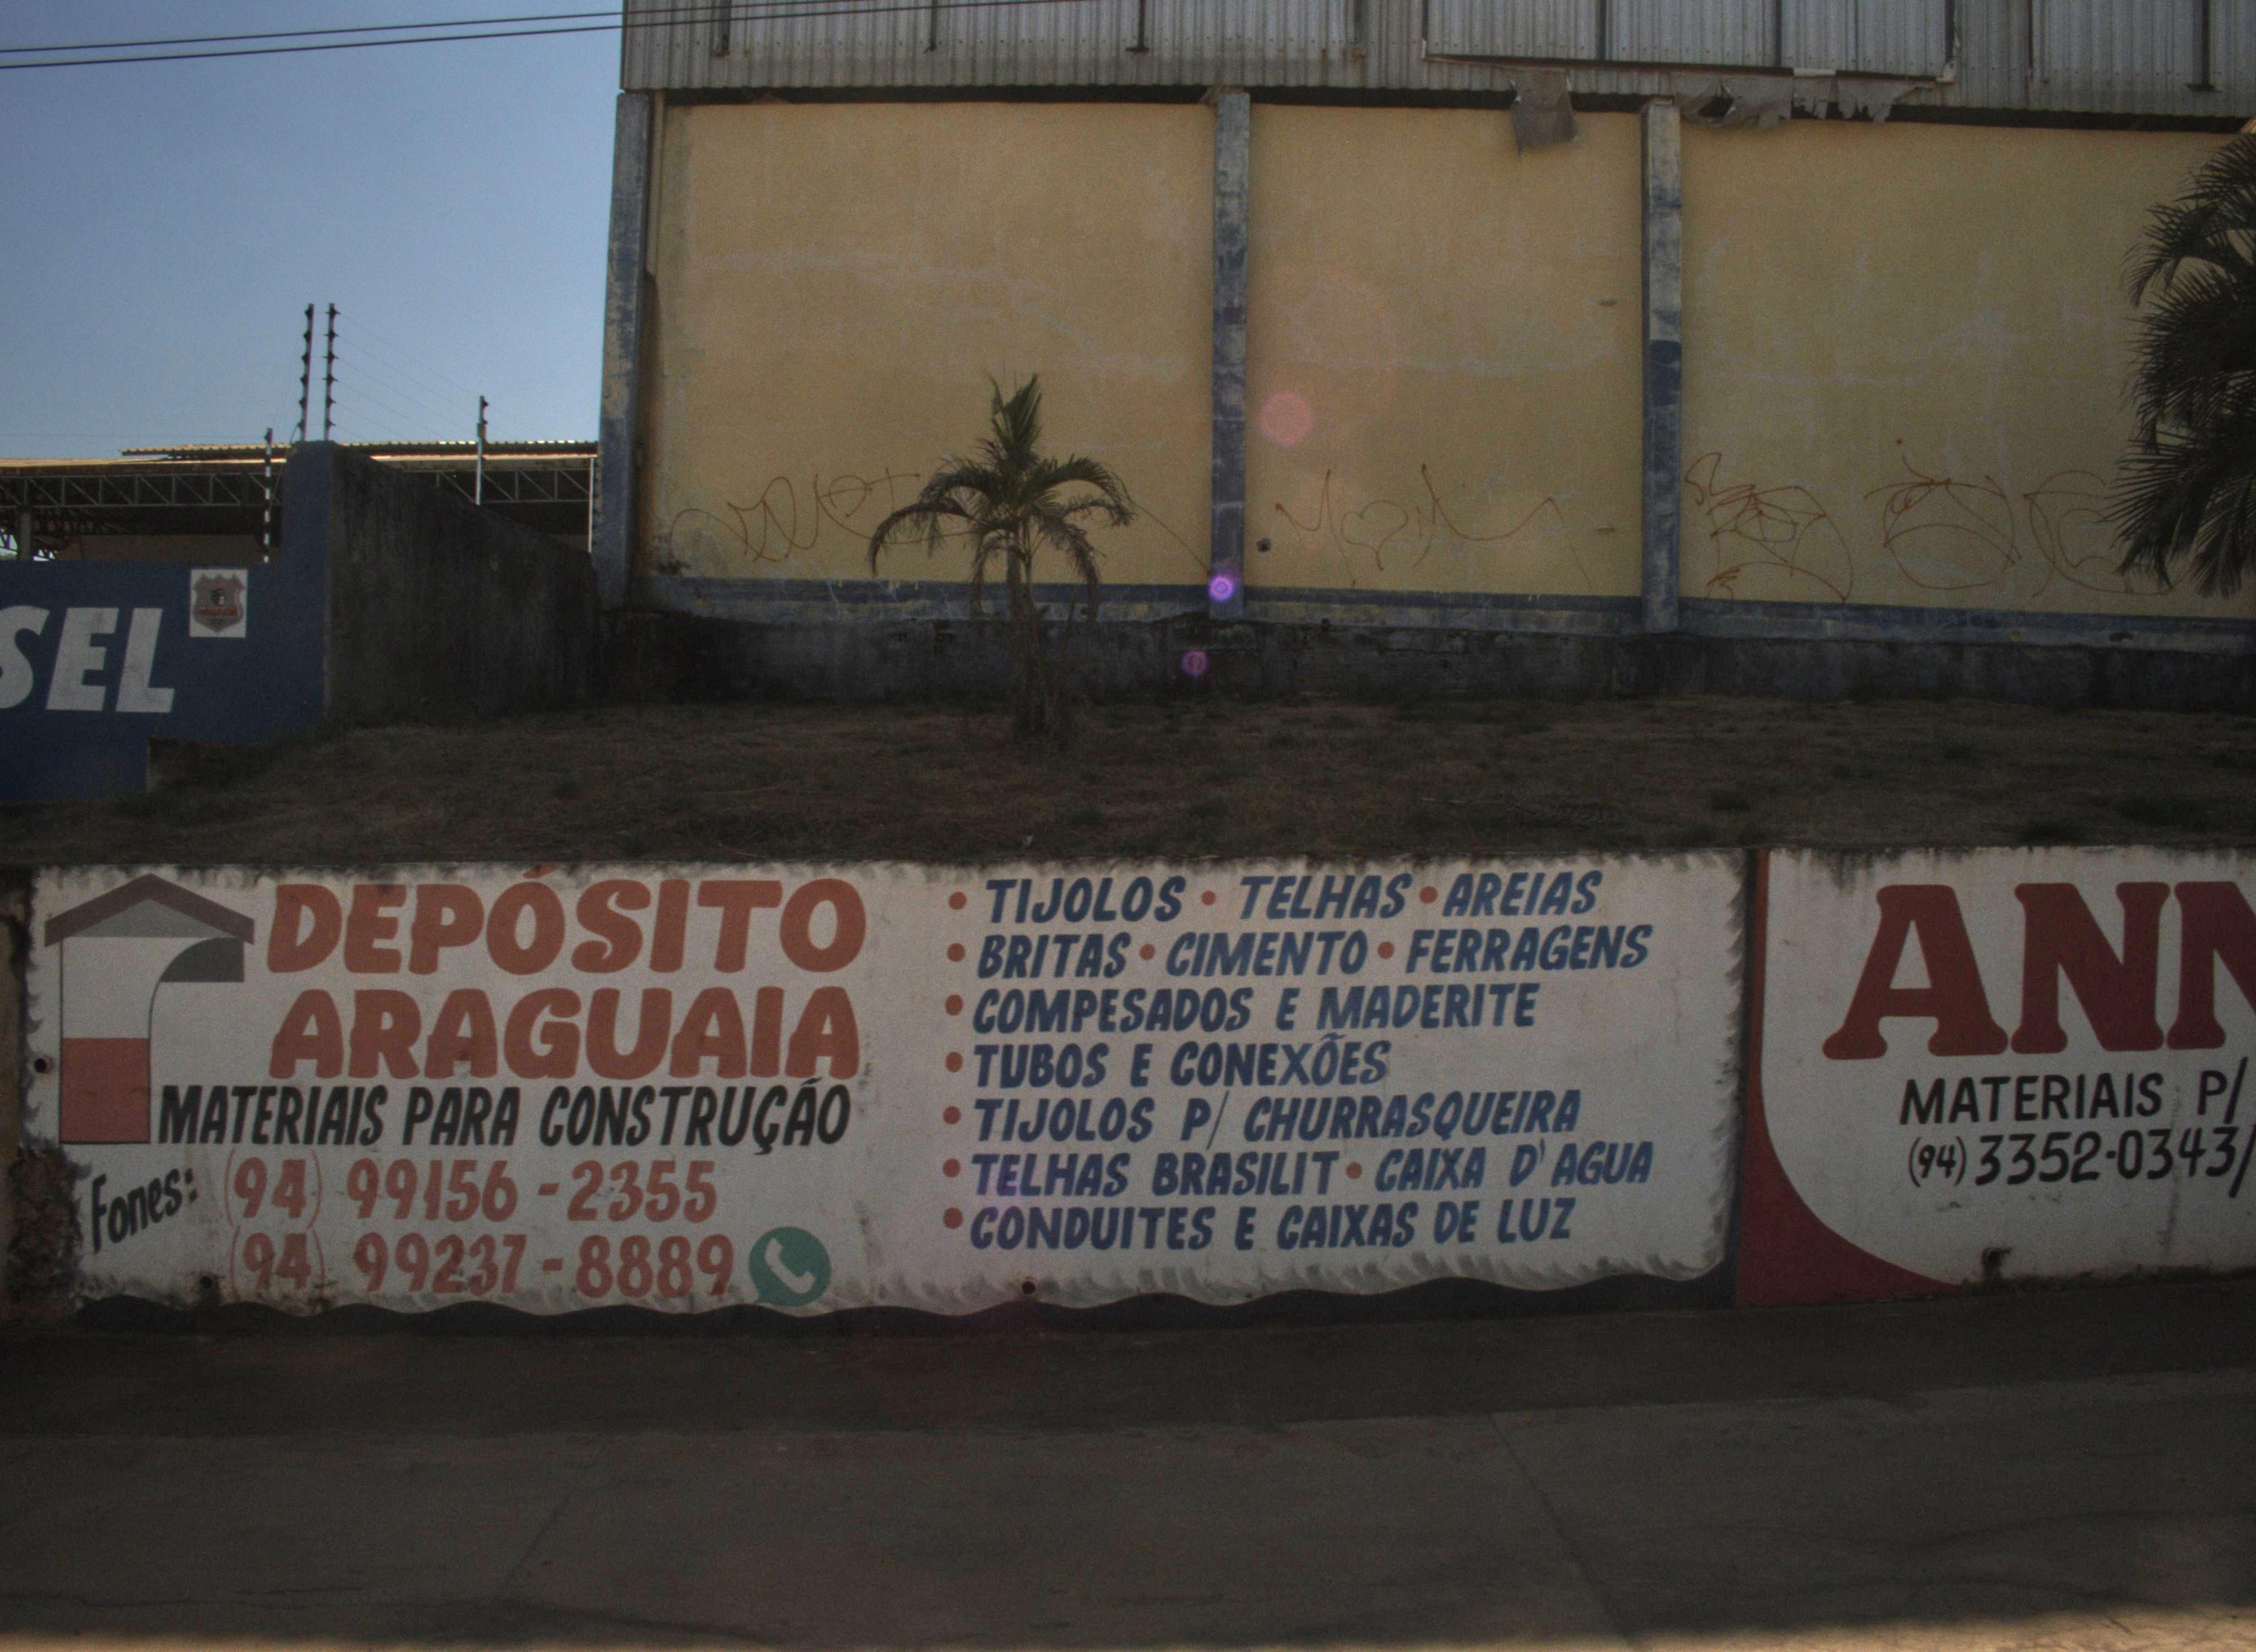 SEL
DEPÓSITO
ARAGUAIA
MATERIAIS PARA CONSTRUÇÃO
Fones: (94) 99156-2355
(94) 99237-8889
• TIJOLOS • TELHAS • AREIAS
• BRITAS • CIMENTO • FERRAGENS
• COMPESADOS E MADERITE
• TUBOS E CONEXÕES
• TIJOLOS P/ CHURRASQUEIRA
• TELHAS BRASILIT • CAIXA D'AGUA
• CONDUITES E CAIXAS DE LUZ
ANN
MATERIAIS P/
(94) 3352-0343/